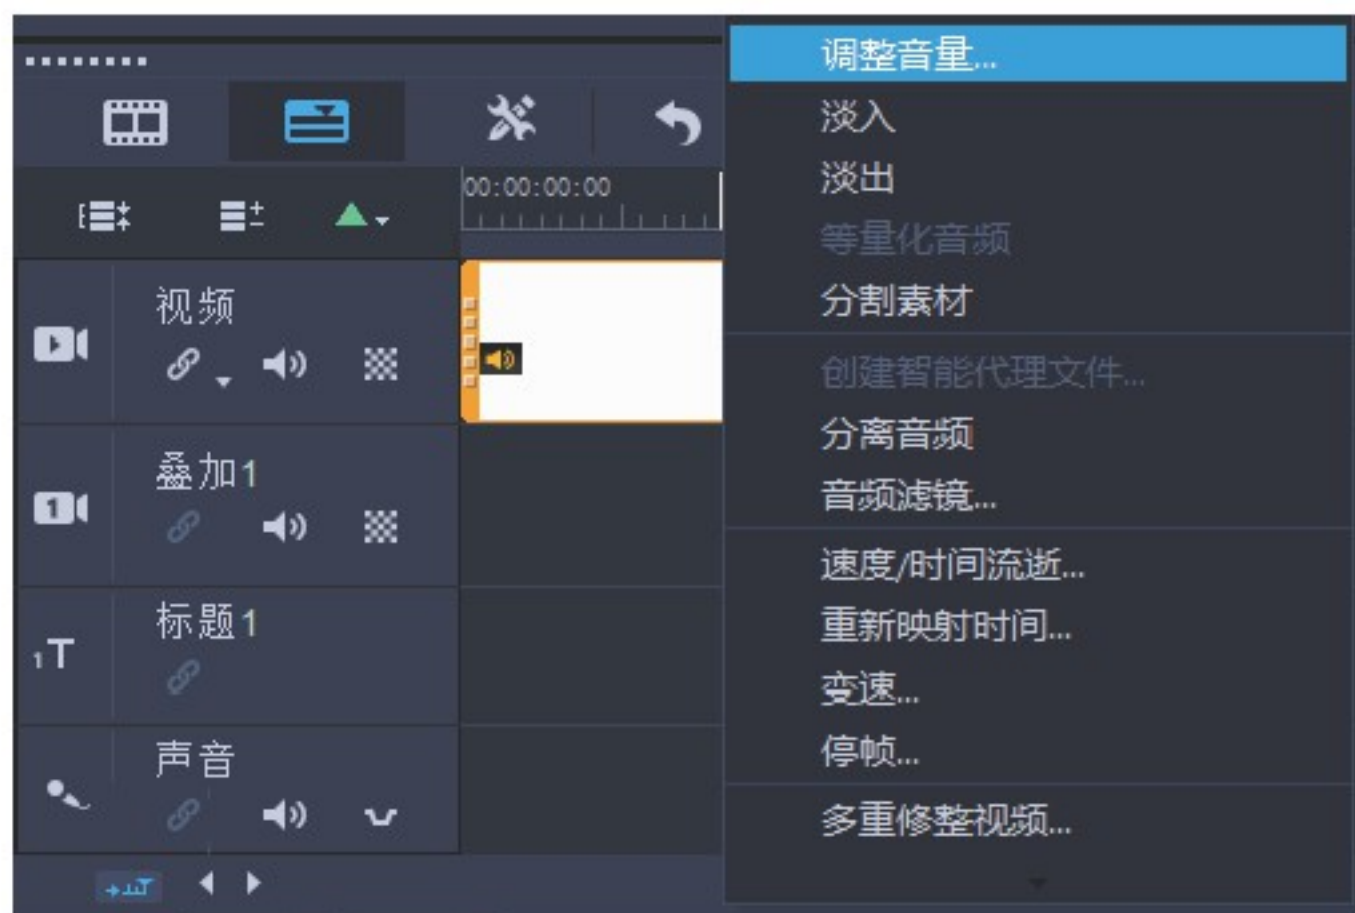 调整音量...
淡入
淡出
等量化音频
分割素材
创建智能代理文件...
分离音频
音频滤镜...
速度/时间流逝...
重新映射时间...
变速...
停帧...
多重修整视频...
00:00:00:00
视频
叠加1
1
标题1
1T
声音